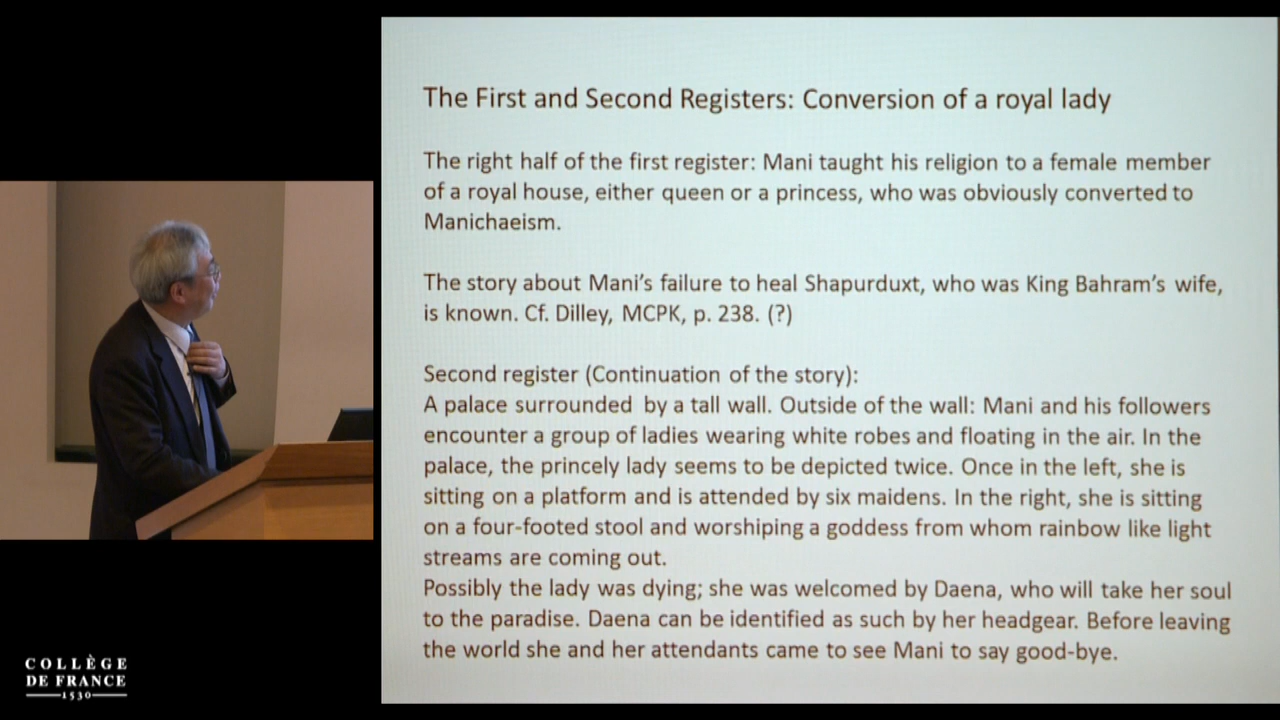 The First and Second Registers: Conversion of a royal lady
The right half of the first register: Mani taught his religion to a female member
of a royal house, either queen or a princess, who was obviously converted to
Manichaeism.
The story about Mani's failure to heal Shapurduxt, who was King Bahram's wife,
is known. Cf. Dilley, MCPK, p. 238. (?)
Second register (Continuation of the story):
A palace surrounded by a tall wall. Outside of the wall: Mani and his followers
encounter a group of ladies wearing white robes and floating in the air. In the
palace, the princely lady seems to be depicted twice. Once in the left, she is
sitting on a platform and is attended by six maidens. In the right, she is sitting
on a four-footed stool and worshiping a goddess from whom rainbow like light
streams are coming out.
Possibly the lady was dying; she was welcomed by Daena, who will take her soul
to the paradise. Daena can be identified as such by her headgear. Before leaving
the world she and her attendants came to see Mani to say good-bye.
COLLÈGE
DE FRANCE
1530